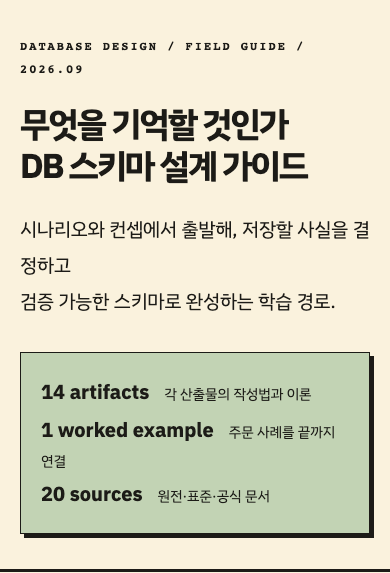 DATABASE DESIGN / FIELD GUIDE /
2026.09
무엇을 기억할 것인가
DB 스키마 설계 가이드
시나리오와 컨셉에서 출발해, 저장할 사실을 결
정하고
검증 가능한 스키마로 완성하는 학습 경로.
14 artifacts 각 산출물의 작성법과 이론
1 worked example 주문 사례를 끝까지
연결
20 sources 원전·표준·공식 문서